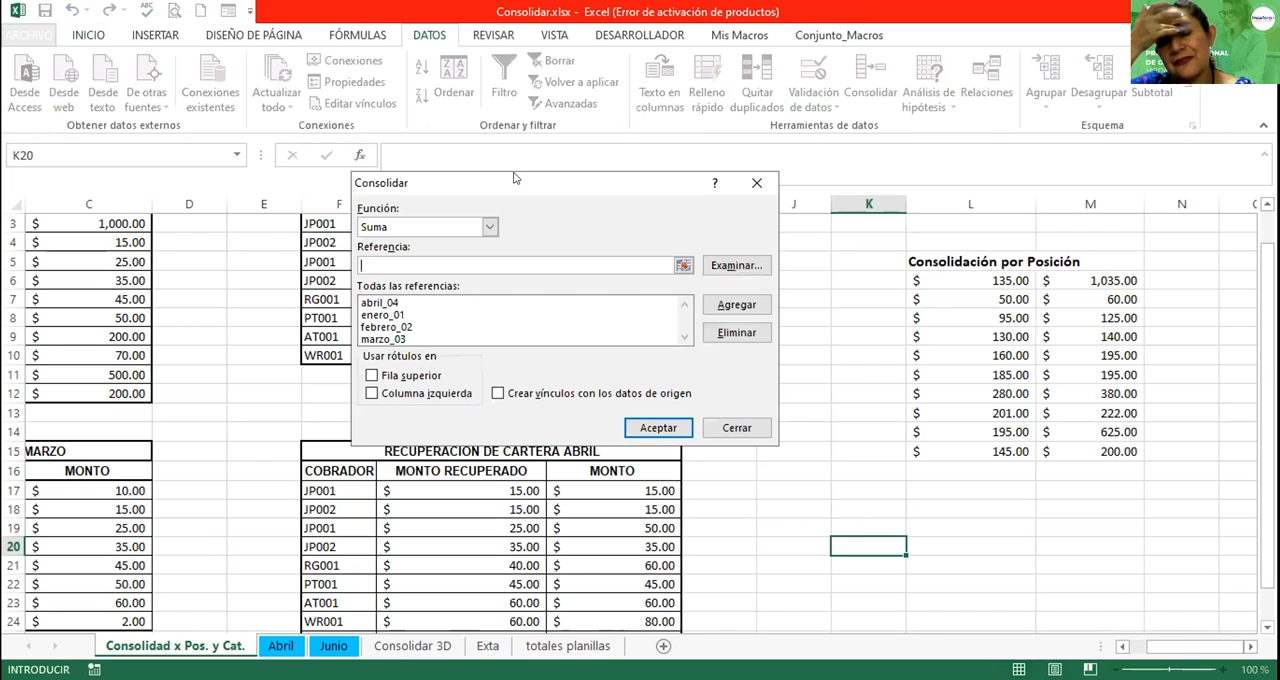 Consolidar.xlsx - Excel (Error de activación de productos)
ARCHIVO INICIO INSERTAR DISEÑO DE PÁGINA FÓRMULAS DATOS REVISAR VISTA DESARROLLADOR Mis Macros Conjunto_Macros
Desde Access
Desde web
Desde texto
De otras fuentes
Conexiones existentes
Obtener datos externos
Actualizar todo
Conexiones
Propiedades
Editar vínculos
Conexiones
Ordenar
Filtro
Borrar
Volver a aplicar
Avanzadas
Ordenar y filtrar
Texto en columnas
Relleno rápido
Quitar duplicados
Validación de datos
Consolidar
Análisis de hipótesis
Relaciones
Herramientas de datos
Agrupar
Desagrupar
Subtotal
Esquema
K20
fx
C D E F J K L M N
Consolidar ? X
Función:
Suma
Referencia:
Examinar...
Todas las referencias:
abril_04
enero_01
febrero_02
marzo_03
Agregar
Eliminar
Usar rótulos en
Fila superior
Columna izquierda
Crear vínculos con los datos de origen
Aceptar Cerrar
3 $ 1,000.00 JP001
4 $ 15.00 JP002
5 $ 25.00 JP001 Consolidación por Posición
6 $ 35.00 JP002 $ 135.00 $ 1,035.00
7 $ 45.00 RG001 $ 50.00 $ 60.00
8 $ 50.00 PT001 $ 95.00 $ 125.00
9 $ 200.00 AT001 $ 130.00 $ 140.00
10 $ 70.00 WR001 $ 160.00 $ 195.00
11 $ 500.00 $ 185.00 $ 195.00
12 $ 200.00 $ 280.00 $ 380.00
13 $ 201.00 $ 222.00
14 $ 195.00 $ 625.00
15 MARZO RECUPERACION DE CARTERA ABRIL $ 145.00 $ 200.00
16 MONTO COBRADOR MONTO RECUPERADO MONTO
17 $ 10.00 JP001 $ 15.00 $ 15.00
18 $ 15.00 JP002 $ 15.00 $ 15.00
19 $ 25.00 JP001 $ 25.00 $ 50.00
20 $ 35.00 JP002 $ 35.00 $ 35.00
21 $ 45.00 RG001 $ 40.00 $ 60.00
22 $ 50.00 PT001 $ 45.00 $ 45.00
23 $ 60.00 AT001 $ 60.00 $ 60.00
24 $ 2.00 WR001 $ 60.00 $ 80.00
Consolidad x Pos. y Cat. Abril Junio Consolidar 3D Exta totales planillas
INTRODUCIR 100 %